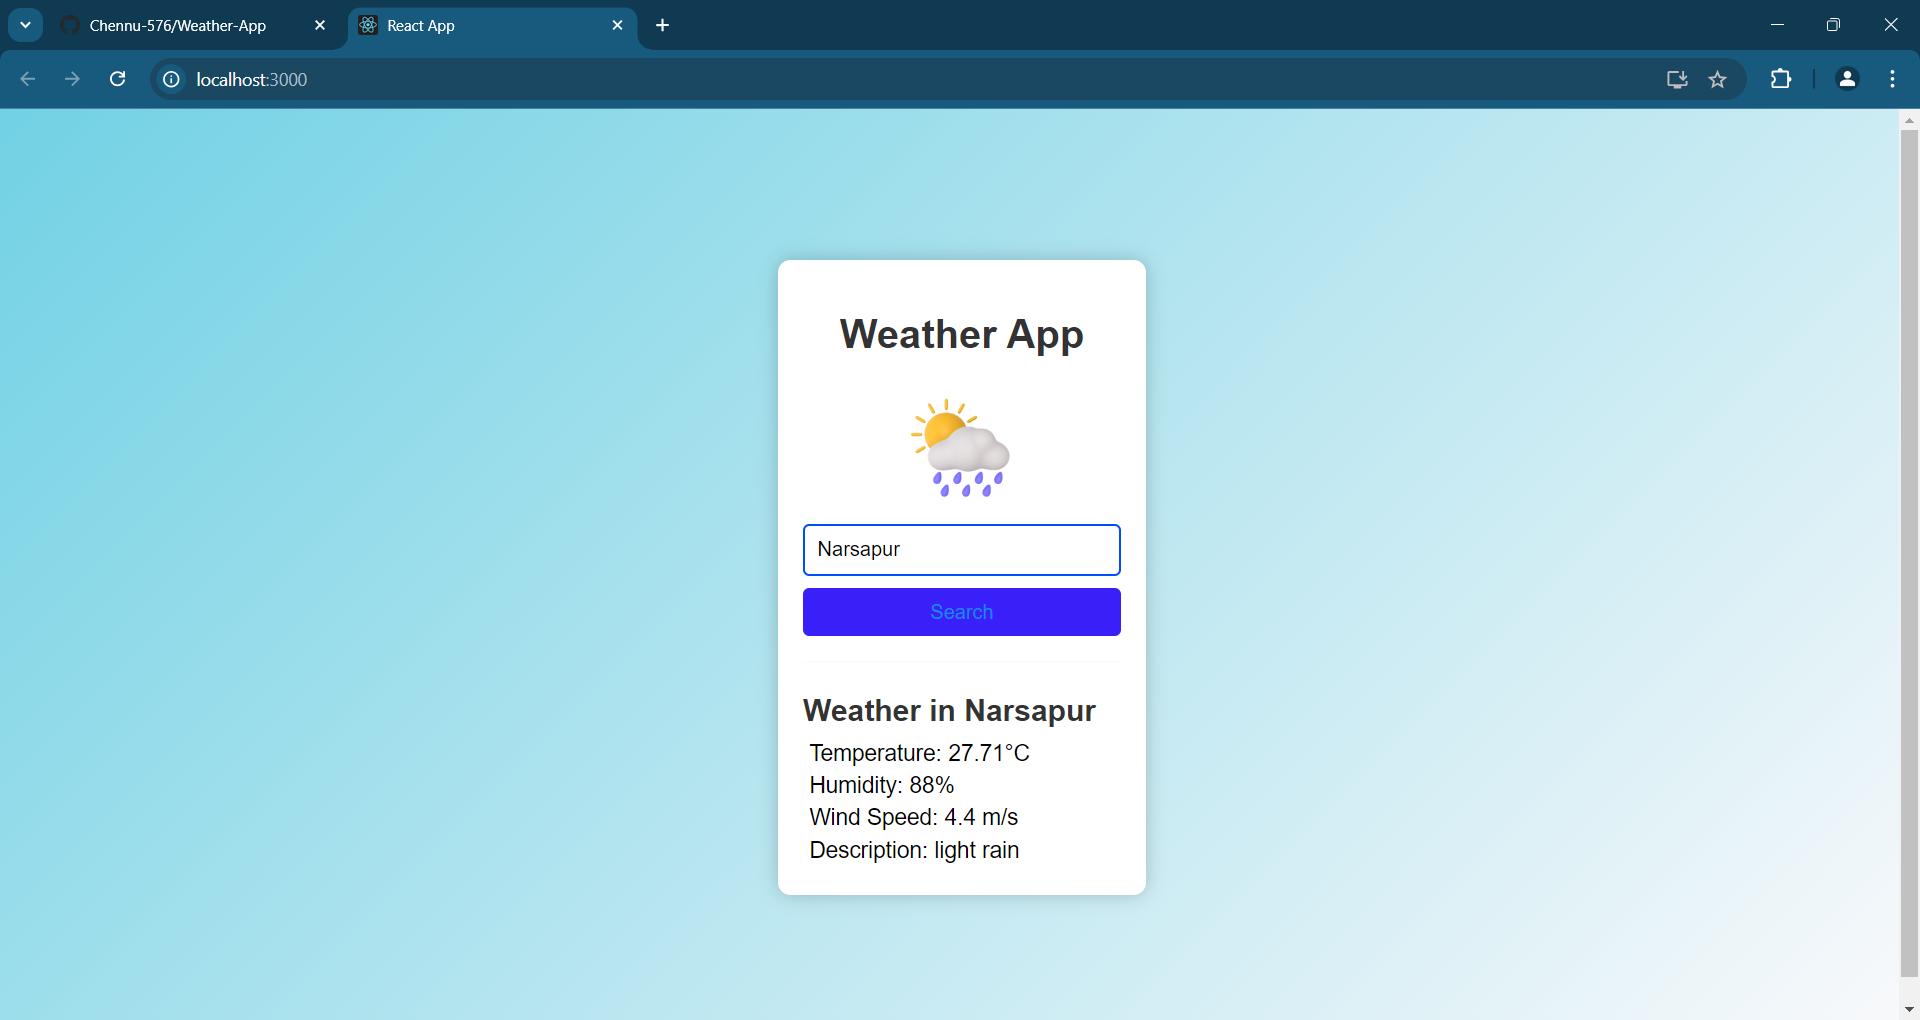 Chennu-576/Weather-App
React App
localhost:3000
Weather App
Narsapur
Search
Weather in Narsapur
Temperature: 27.71°C
Humidity: 88%
Wind Speed: 4.4 m/s
Description: light rain